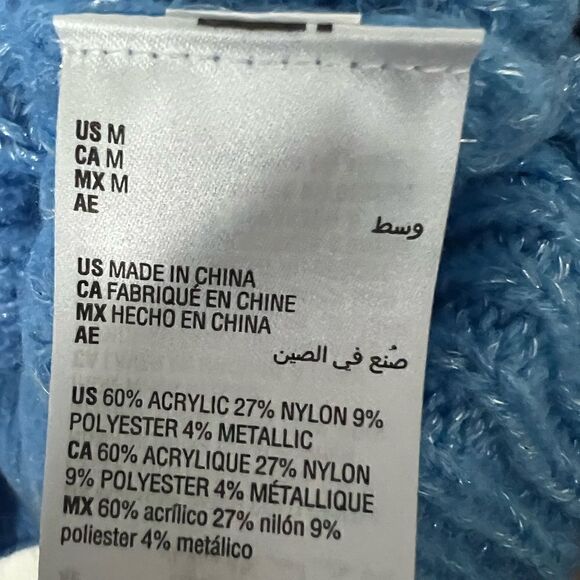 US M
CA M
MX M
AE
وسط
US MADE IN CHINA
CA FABRIQUÉ EN CHINE
MX HECHO EN CHINA
AE
صُنع في الصين
US 60% ACRYLIC 27% NYLON 9%
POLYESTER 4% METALLIC
CA 60% ACRYLIQUE 27% NYLON
9% POLYESTER 4% MÉTALLIQUE
MX 60% acrílico 27% nilón 9%
poliester 4% metálico